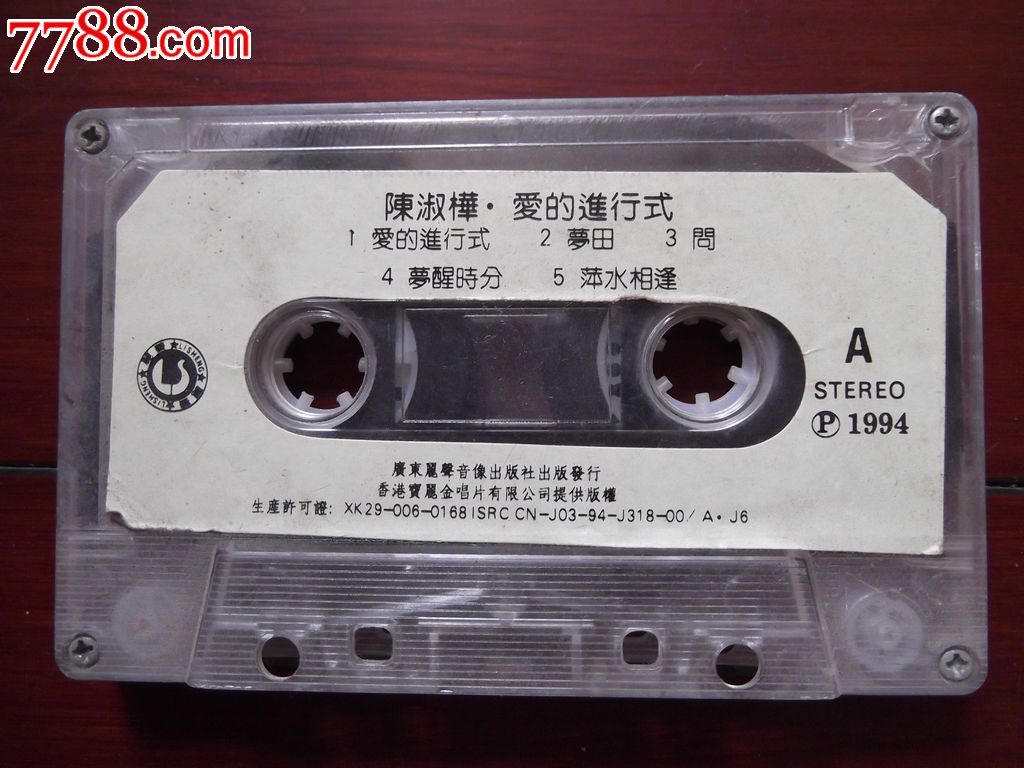 7788.com
陳淑樺·愛的進行式
1 愛的進行式 2 夢田 3 問
4 夢醒時分 5 萍水相逢
A
STEREO
Ⓟ 1994
LISHENG
LISHENG
廣東麗聲音像出版社出版發行
香港寶麗金唱片有限公司提供版權
生産許可證: XK29-006-0168 ISRC CN-J03-94-J318-00/A·J6